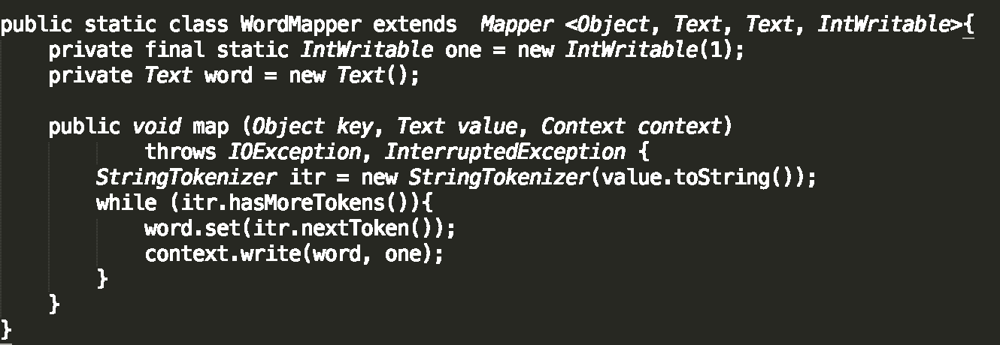 public static class WordMapper extends  Mapper <Object, Text, Text, IntWritable>{
    private final static IntWritable one = new IntWritable(1);
    private Text word = new Text();

    public void map (Object key, Text value, Context context)
            throws IOException, InterruptedException {
        StringTokenizer itr = new StringTokenizer(value.toString());
        while (itr.hasMoreTokens()){
            word.set(itr.nextToken());
            context.write(word, one);
        }
    }
}